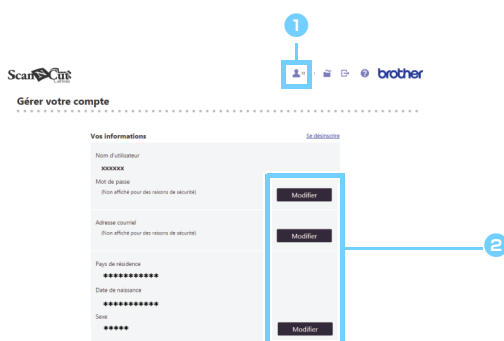 1
ScanNCut
brother
Gérer votre compte
Vos informations
Se désinscrire
Nom d'utilisateur
xxxxxx
Mot de passe
(Non affiché pour des raisons de sécurité)
Modifier
Adresse courriel
(Non affiché pour des raisons de sécurité)
Modifier
2
Pays de résidence
***********
Date de naissance
***********
Sexe
*****
Modifier